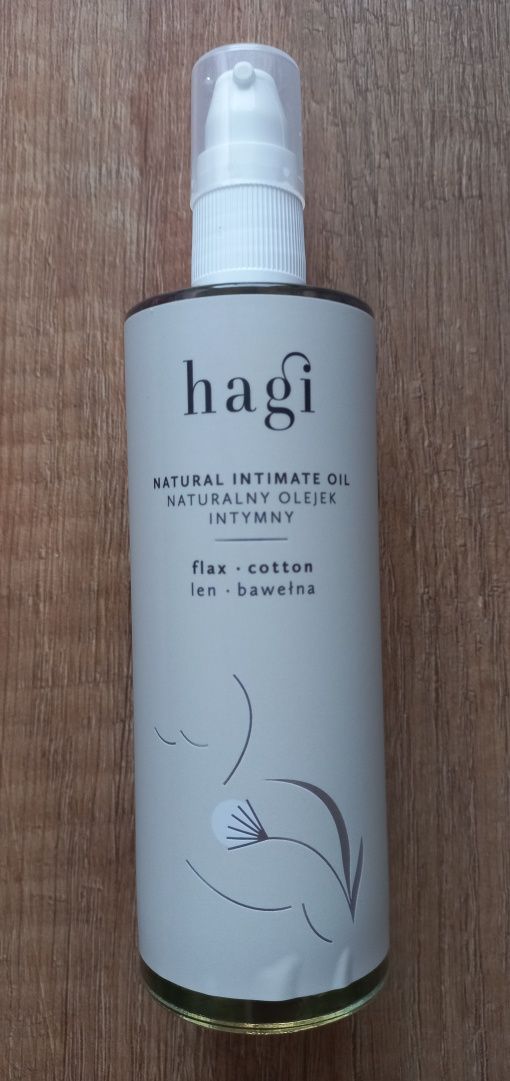 hagi
NATURAL INTIMATE OIL
NATURALNY OLEJEK
INTYMNY
flax · cotton
len · bawełna